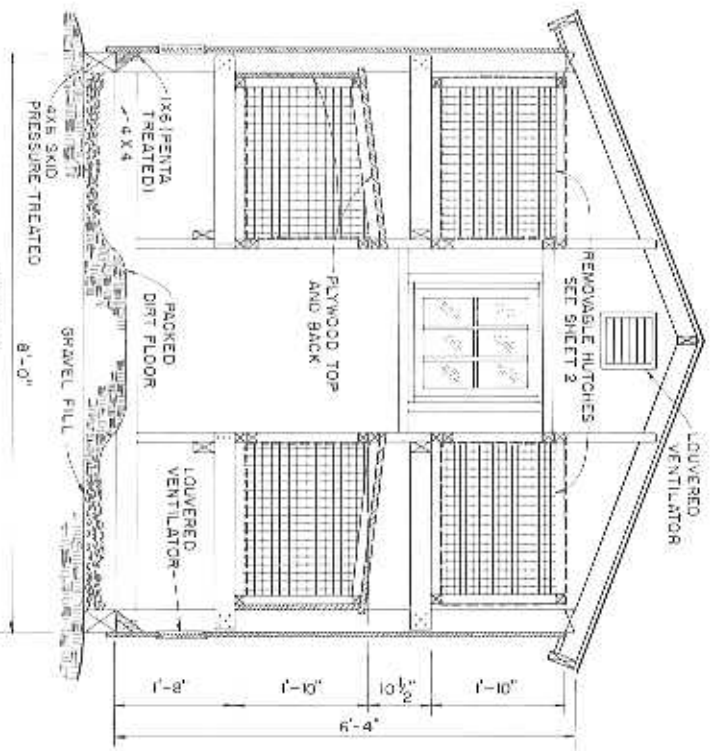 LOUVERED
VENTILATOR
REMOVABLE HUTCHES
SEE SHEET 2
PLYWOOD TOP
AND BACK
1X6 (PENTA
TREATED)
4X4
4X6 SKID
PRESSURE-TREATED
PACKED
DIRT FLOOR
GRAVEL FILL
8'-0"
LOUVERED
VENTILATOR
1'-8"
1'-10"
10 1/2"
1'-10"
6'-4"